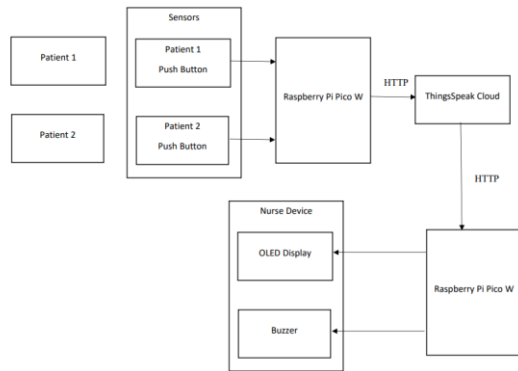 Sensors
Patient 1
Patient 1
Push Button
Patient 2
Patient 2
Push Button
Raspberry Pi Pico W
HTTP
ThingsSpeak Cloud
HTTP
Nurse Device
OLED Display
Buzzer
Raspberry Pi Pico W